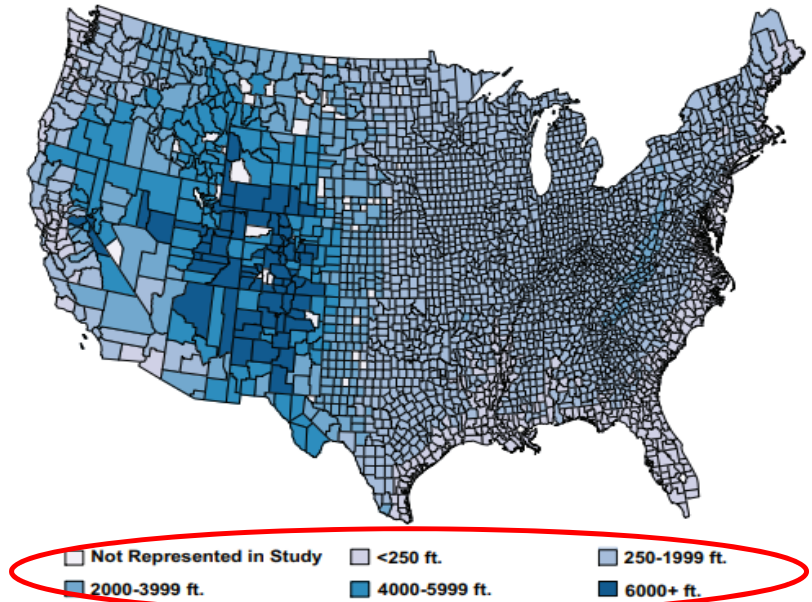 Not Represented in Study <250 ft. 250-1999 ft.
2000-3999 ft. 4000-5999 ft. 6000+ ft.